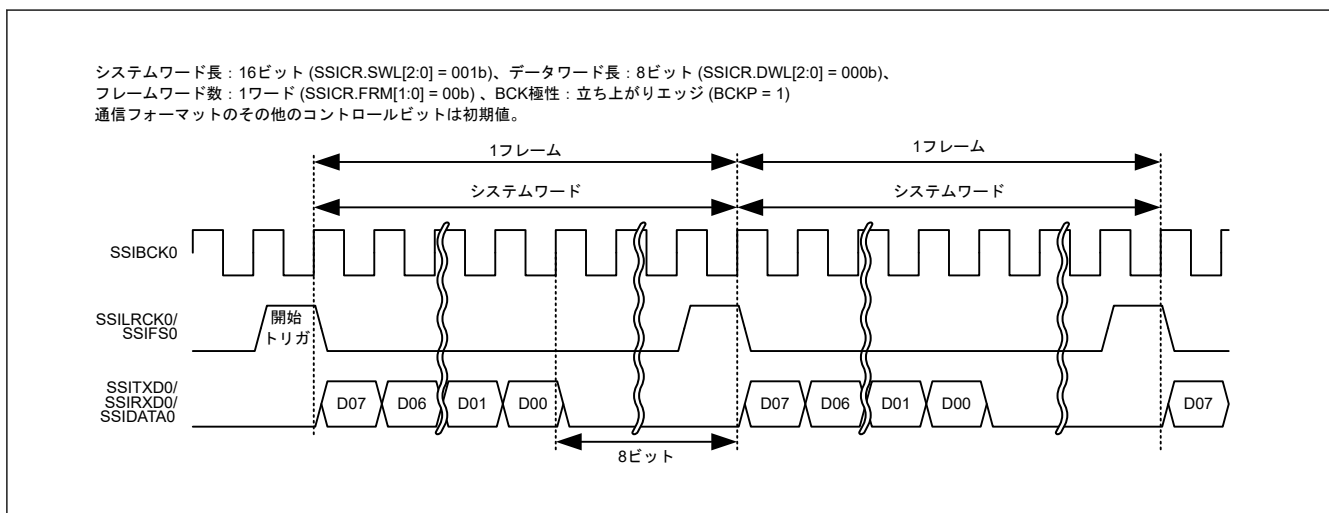 システムワード長：16ビット (SSICR.SWL[2:0] = 001b)、データワード長：8ビット (SSICR.DWL[2:0] = 000b)、
フレームワード数：1ワード (SSICR.FRM[1:0] = 00b) 、BCK極性：立ち上がりエッジ (BCKP = 1)
通信フォーマットのその他のコントロールビットは初期値。
1フレーム 1フレーム
システムワード システムワード
SSIBCK0
SSILRCK0/
SSIFS0
開始
トリガ
SSITXD0/
SSIRXD0/
SSIDATA0
D07 D06 D01 D00 D07 D06 D01 D00 D07
8ビット